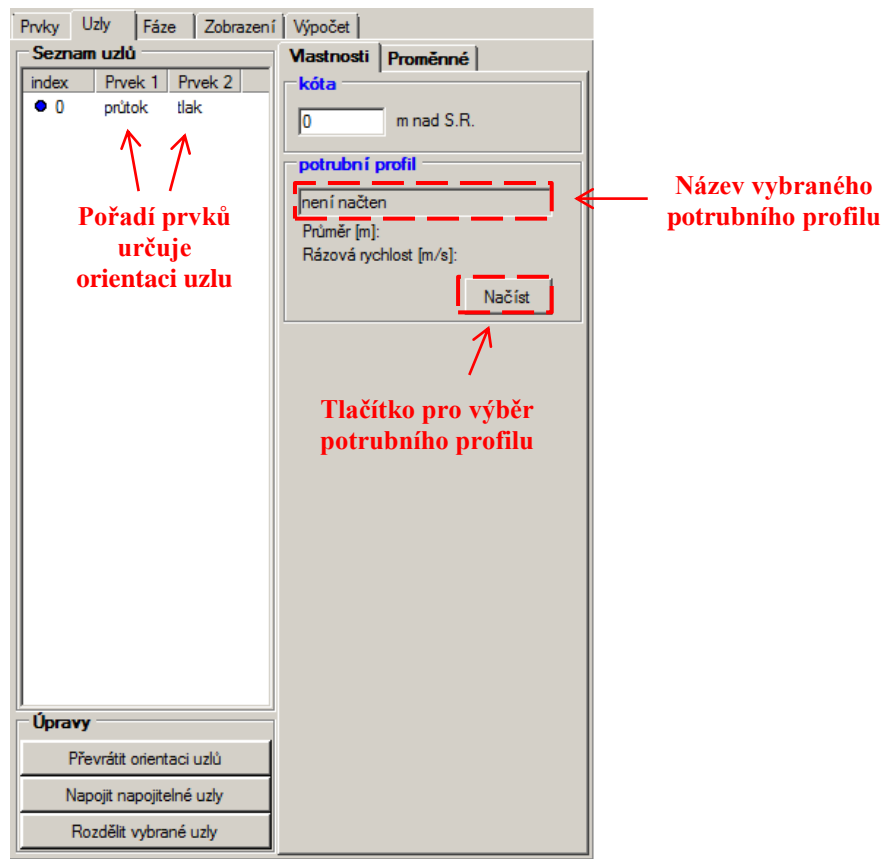 Prvky Uzly Fáze Zobrazení Výpočet
Seznam uzlů
index Prvek 1 Prvek 2
0 průtok tlak
Pořadí prvků
určuje
orientaci uzlu
Úpravy
Převrátit orientaci uzlů
Napojit napojitelné uzly
Rozdělit vybrané uzly
Vlastnosti Proměnné
kóta
0 m nad S.R.
potrubní profil
není načten
Průměr [m]:
Rázová rychlost [m/s]:
Načíst
Název vybraného
potrubního profilu
Tlačítko pro výběr
potrubního profilu